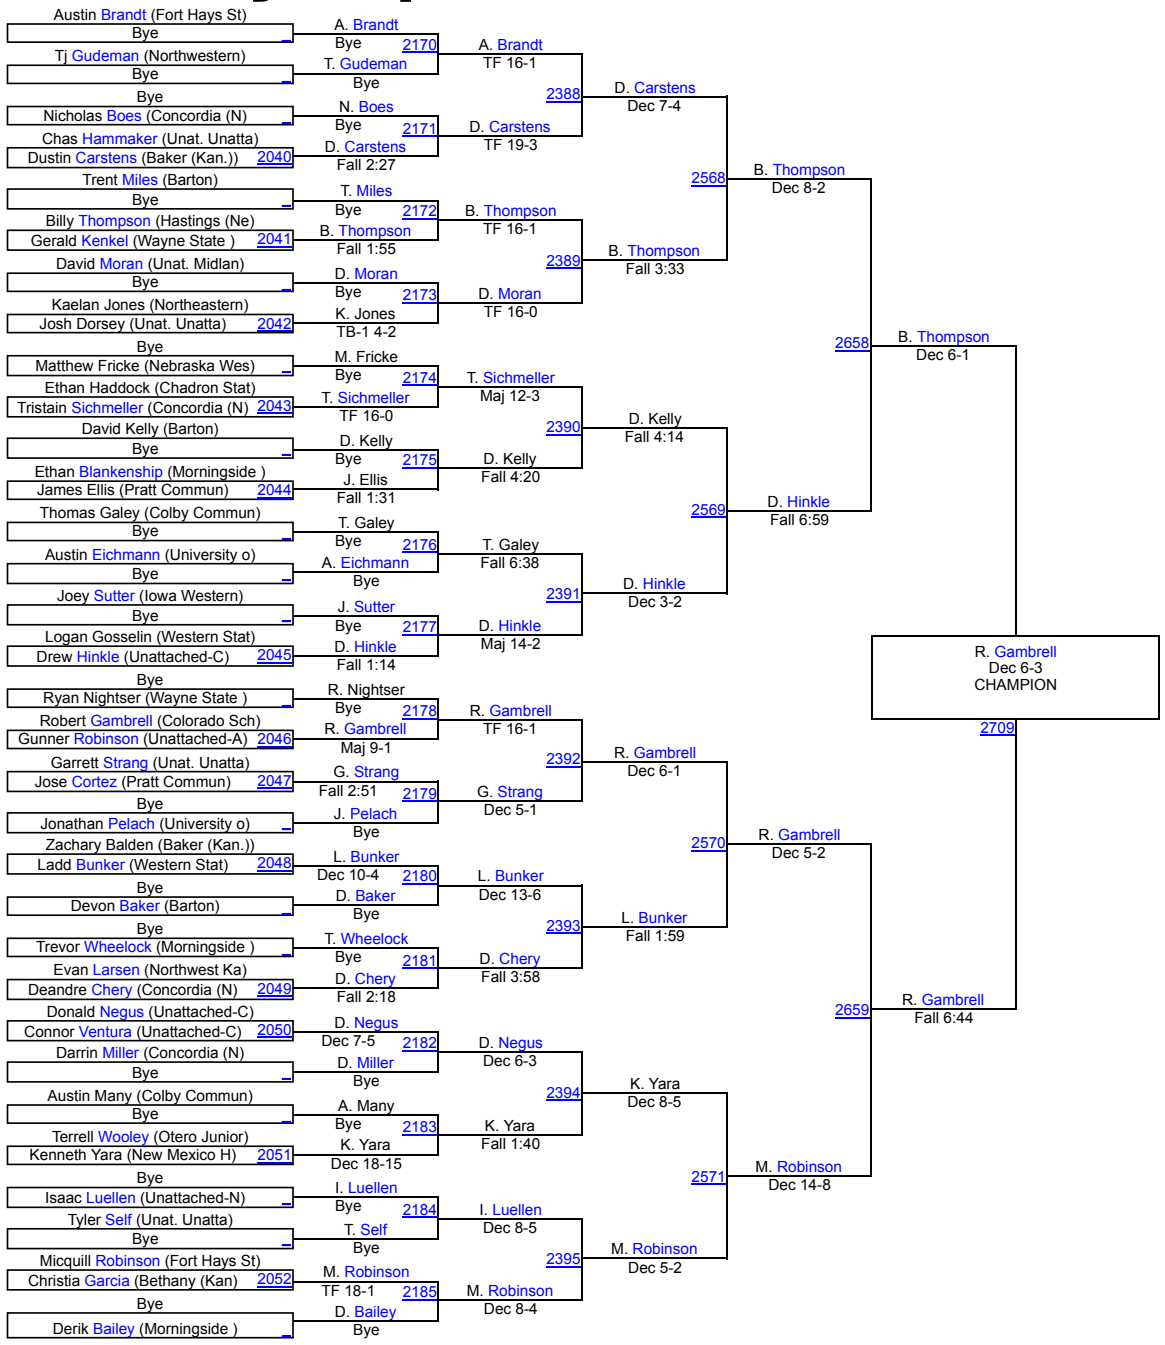 Austin Brandt (Fort Hays St)
Bye
Tj Gudeman (Northwestern)
Bye
Bye
Nicholas Boes (Concordia (N)
Chas Hammaker (Unat. Unatta)
Dustin Carstens (Baker (Kan.)) 2040
Trent Miles (Barton)
Bye
Billy Thompson (Hastings (Ne)
Gerald Kenkel (Wayne State ) 2041
David Moran (Unat. Midlan)
Bye
Kaelan Jones (Northeastern)
Josh Dorsey (Unat. Unatta) 2042
Bye
Matthew Fricke (Nebraska Wes)
Ethan Haddock (Chadron Stat)
Tristain Sichmeller (Concordia (N) 2043
David Kelly (Barton)
Bye
Ethan Blankenship (Morningside )
James Ellis (Pratt Commun) 2044
Thomas Galey (Colby Commun)
Bye
Austin Eichmann (University o)
Bye
Joey Sutter (Iowa Western)
Bye
Logan Gosselin (Western Stat)
Drew Hinkle (Unattached-C) 2045
Bye
Ryan Nightser (Wayne State )
Robert Gambrell (Colorado Sch)
Gunner Robinson (Unattached-A) 2046
Garrett Strang (Unat. Unatta)
Jose Cortez (Pratt Commun) 2047
Bye
Jonathan Pelach (University o)
Zachary Balden (Baker (Kan.))
Ladd Bunker (Western Stat) 2048
Bye
Devon Baker (Barton)
Bye
Trevor Wheelock (Morningside )
Evan Larsen (Northwest Ka)
Deandre Chery (Concordia (N) 2049
Donald Negus (Unattached-C)
Connor Ventura (Unattached-C) 2050
Darrin Miller (Concordia (N)
Bye
Austin Many (Colby Commun)
Bye
Terrell Wooley (Otero Junior)
Kenneth Yara (New Mexico H) 2051
Bye
Isaac Luellen (Unattached-N)
Tyler Self (Unat. Unatta)
Bye
Micquill Robinson (Fort Hays St)
Christia Garcia (Bethany (Kan) 2052
Bye
Derik Bailey (Morningside )
A. Brandt
Bye 2170
T. Gudeman
Bye
N. Boes
Bye 2171
D. Carstens
Fall 2:27
T. Miles
Bye 2172
B. Thompson
Fall 1:55
D. Moran
Bye 2173
K. Jones
TB-1 4-2
M. Fricke
Bye 2174
T. Sichmeller
TF 16-0
D. Kelly
Bye 2175
J. Ellis
Fall 1:31
T. Galey
Bye 2176
A. Eichmann
Bye
J. Sutter
Bye 2177
D. Hinkle
Fall 1:14
R. Nightser
Bye 2178
R. Gambrell
Maj 9-1
G. Strang
Fall 2:51 2179
J. Pelach
Bye
L. Bunker
Dec 10-4 2180
D. Baker
Bye
T. Wheelock
Bye 2181
D. Chery
Fall 2:18
D. Negus
Dec 7-5 2182
D. Miller
Bye
A. Many
Bye 2183
K. Yara
Dec 18-15
I. Luellen
Bye 2184
T. Self
Bye
M. Robinson
TF 18-1 2185
D. Bailey
Bye
A. Brandt
TF 16-1
2388
D. Carstens
TF 19-3
B. Thompson
TF 16-1
2389
D. Moran
TF 16-0
T. Sichmeller
Maj 12-3
2390
D. Kelly
Fall 4:20
T. Galey
Fall 6:38
2391
D. Hinkle
Maj 14-2
R. Gambrell
TF 16-1
2392
G. Strang
Dec 5-1
L. Bunker
Dec 13-6
2393
D. Chery
Fall 3:58
D. Negus
Dec 6-3
2394
K. Yara
Fall 1:40
I. Luellen
Dec 8-5
2395
M. Robinson
Dec 8-4
D. Carstens
Dec 7-4
2568
B. Thompson
Fall 3:33
D. Kelly
Fall 4:14
2569
D. Hinkle
Dec 3-2
R. Gambrell
Dec 6-1
2570
L. Bunker
Fall 1:59
K. Yara
Dec 8-5
2571
M. Robinson
Dec 5-2
B. Thompson
Dec 8-2
2658
D. Hinkle
Fall 6:59
R. Gambrell
Dec 5-2
2659
M. Robinson
Dec 14-8
B. Thompson
Dec 6-1
R. Gambrell
Dec 6-3
CHAMPION
2709
R. Gambrell
Fall 6:44